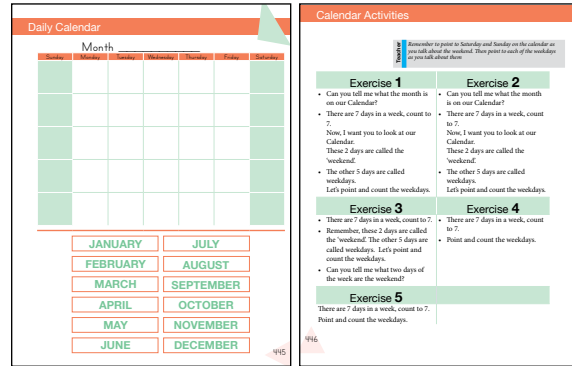 Daily Calendar
Month
Sunday Monday Tuesday Wednesday Thursday Friday Saturday
JANUARY
FEBRUARY
MARCH
APRIL
MAY
JUNE
JULY
AUGUST
SEPTEMBER
OCTOBER
NOVEMBER
DECEMBER
445
Calendar Activities
Teacher
Remember to point to Saturday and Sunday on the calendar as
you talk about the weekend. Then point to each of the weekdays
as you talk about them
Exercise 1
• Can you tell me what the month is
on our Calendar?
• There are 7 days in a week, count to
7.
Now, I want you to look at our
Calendar.
These 2 days are called the
'weekend'.
• The other 5 days are called
weekdays.
Let's point and count the weekdays.
Exercise 2
• Can you tell me what the month
is on our Calendar?
• There are 7 days in a week, count
to 7.
Now, I want you to look at our
Calendar.
These 2 days are called the
'weekend'.
• The other 5 days are called
weekdays.
Let's point and count the weekdays.
Exercise 3
• There are 7 days in a week, count to 7.
• Remember, these 2 days are called
the 'weekend'. The other 5 days are
called weekdays. Let's point and
count the weekdays.
• Can you tell me what two days of
the week are the weekend?
Exercise 4
• There are 7 days in a week, count
to 7.
• Point and count the weekdays.
Exercise 5
There are 7 days in a week, count to 7.
Point and count the weekdays.
446